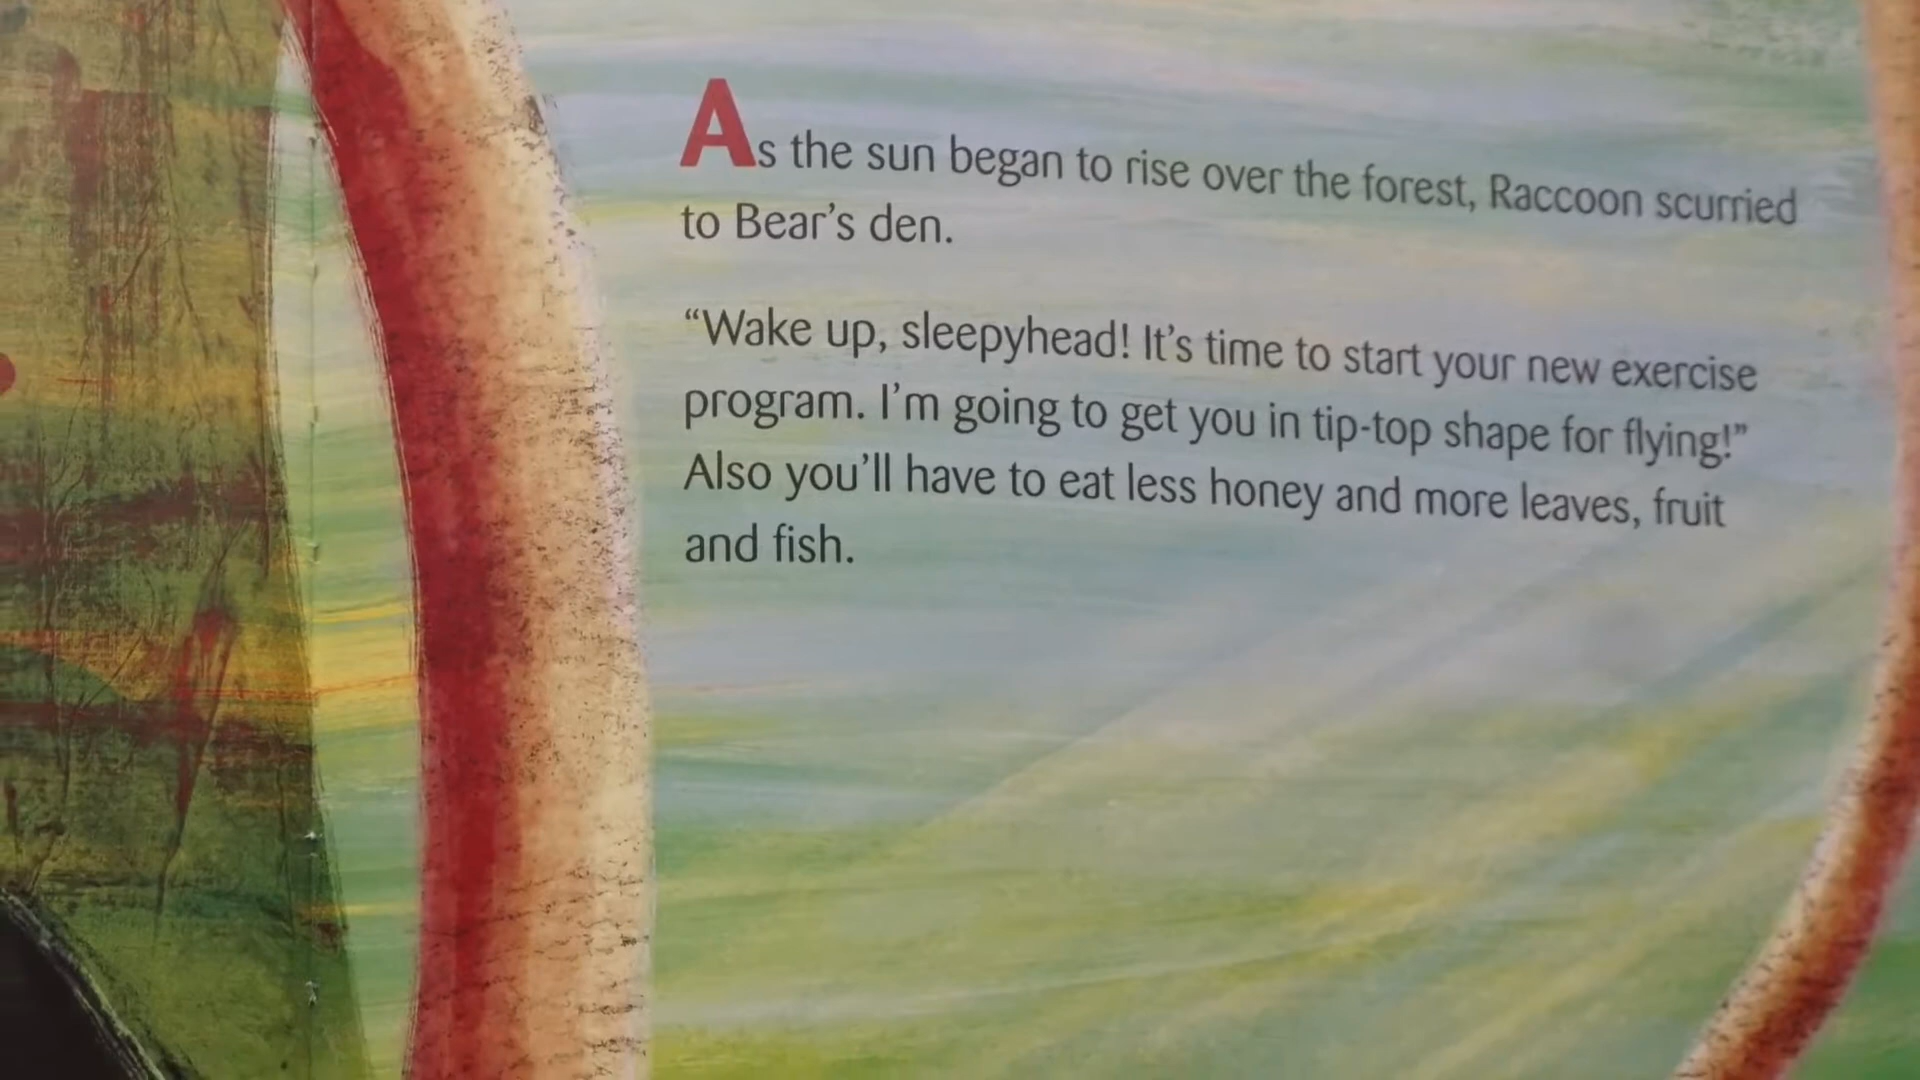 As the sun began to rise over the forest, Raccoon scurried
to Bear’s den.
“Wake up, sleepyhead! It’s time to start your new exercise
program. I’m going to get you in tip-top shape for flying!”
Also you’ll have to eat less honey and more leaves, fruit
and fish.